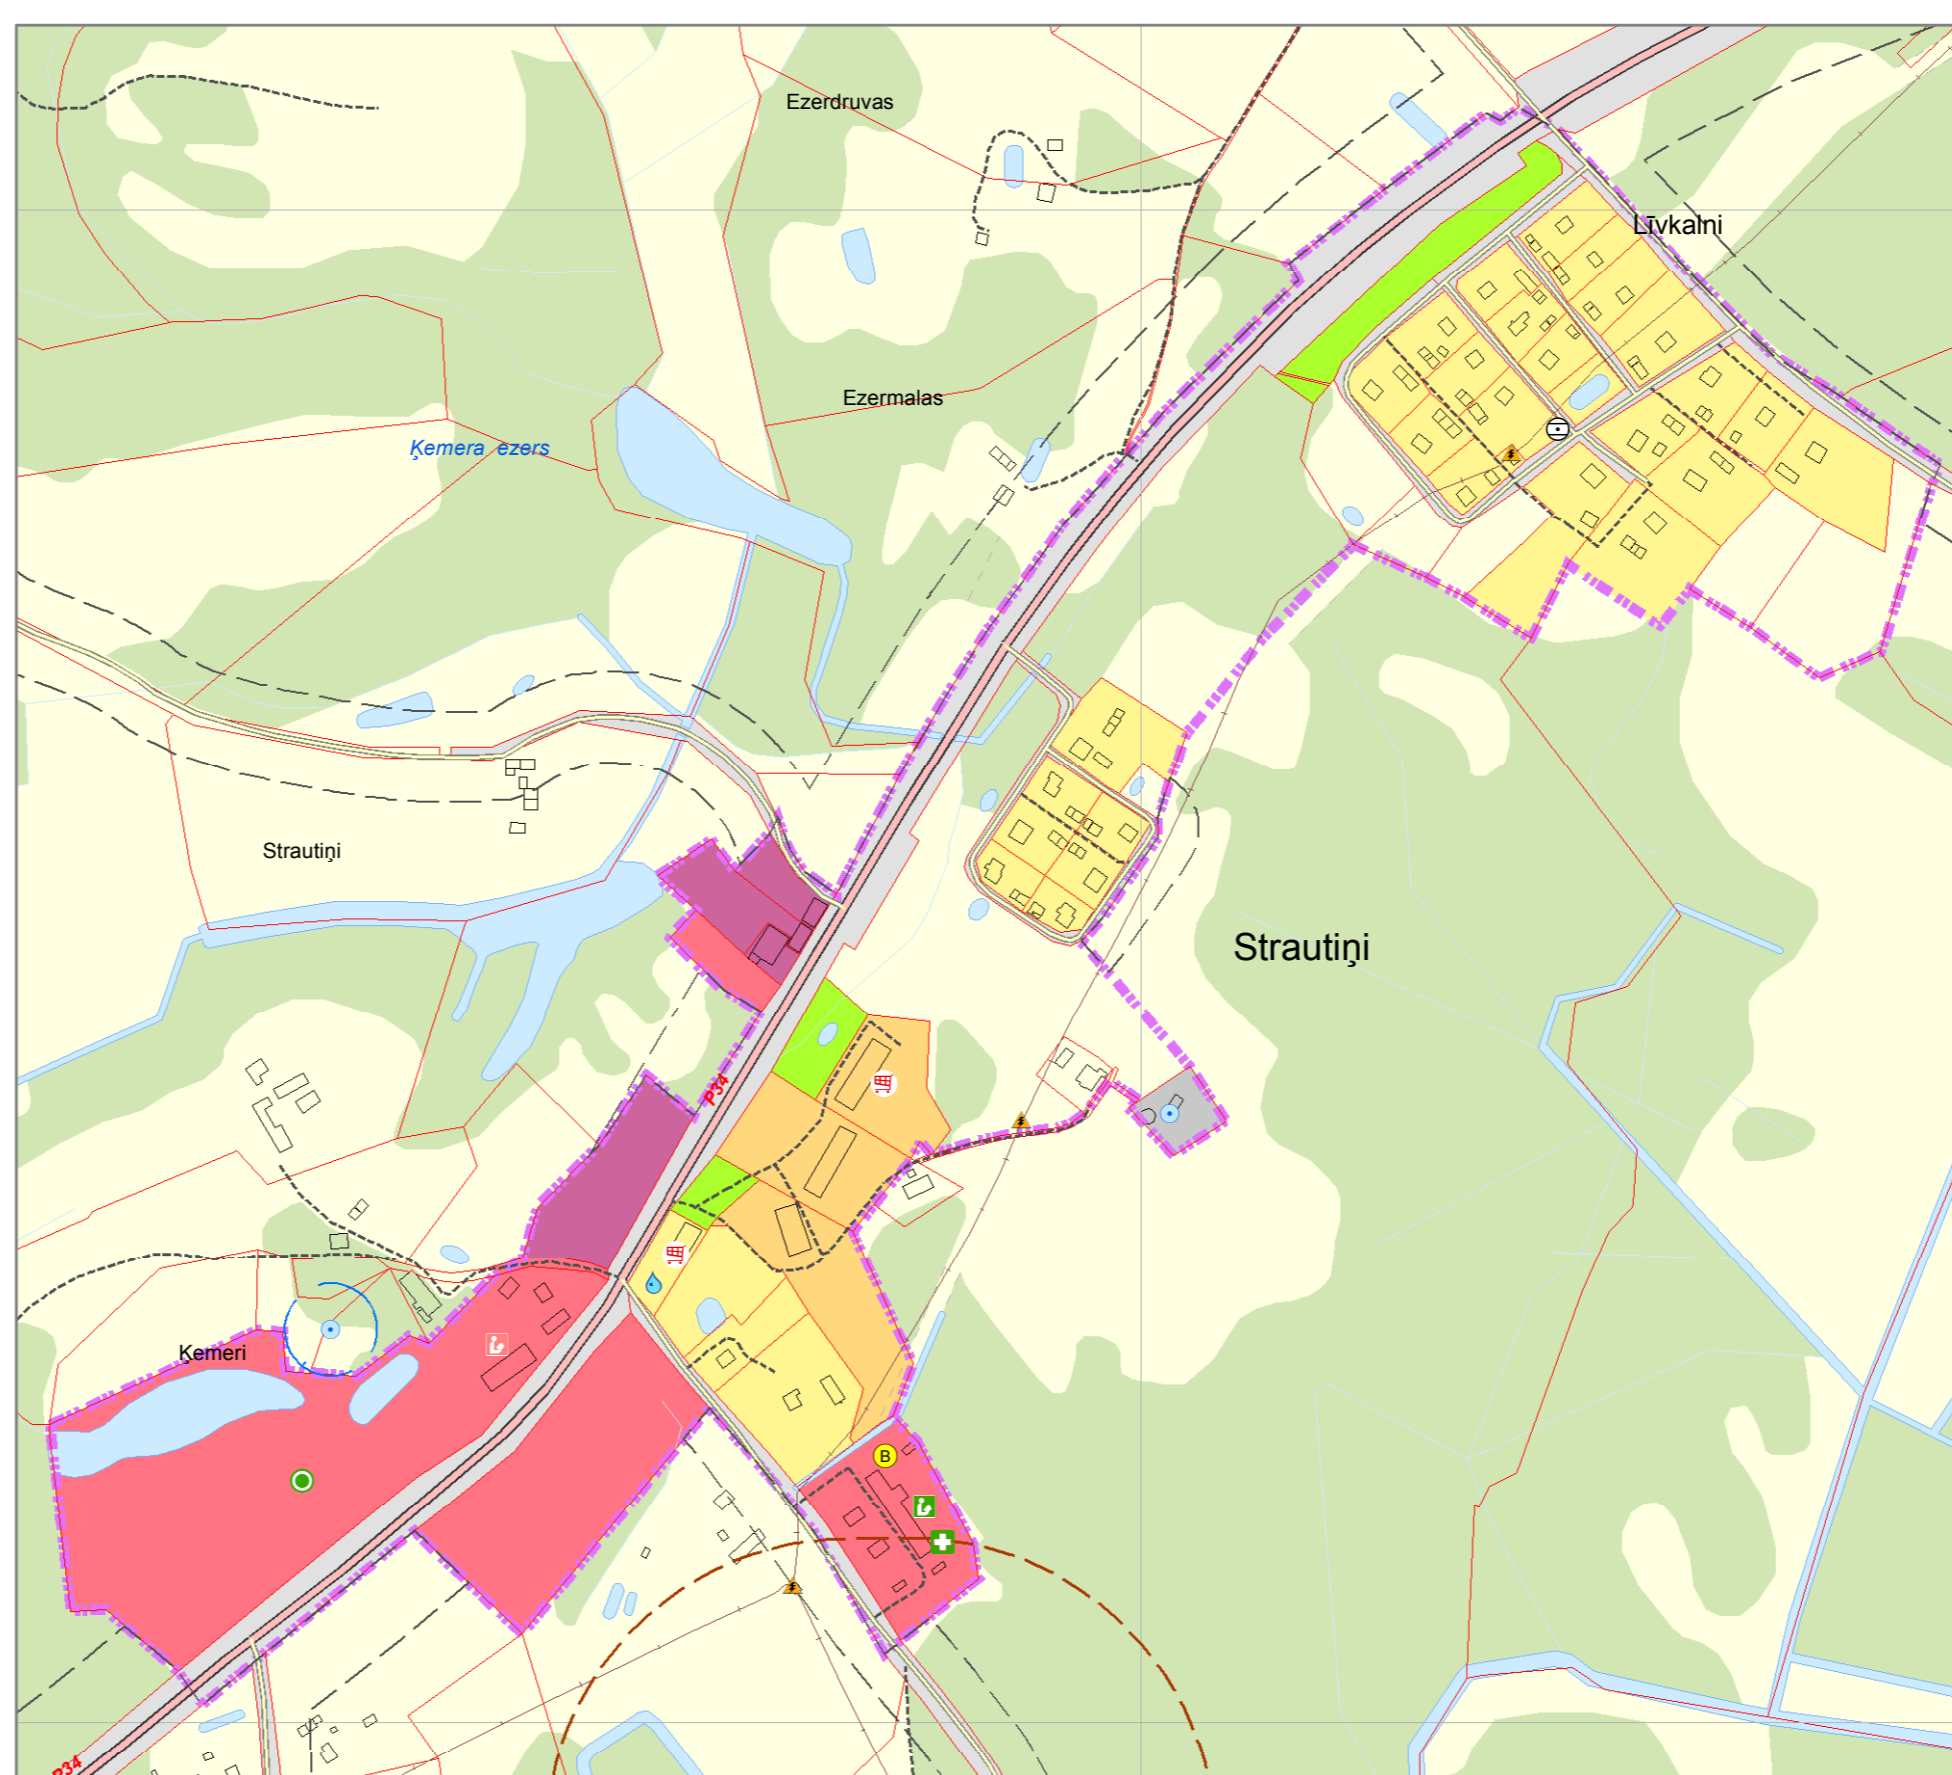 Ezerdruvas
Līvkalni
Ezermalas
Ķemera ezers
Strautiņi
Strautiņi
P34
Ķemeri
B
P34